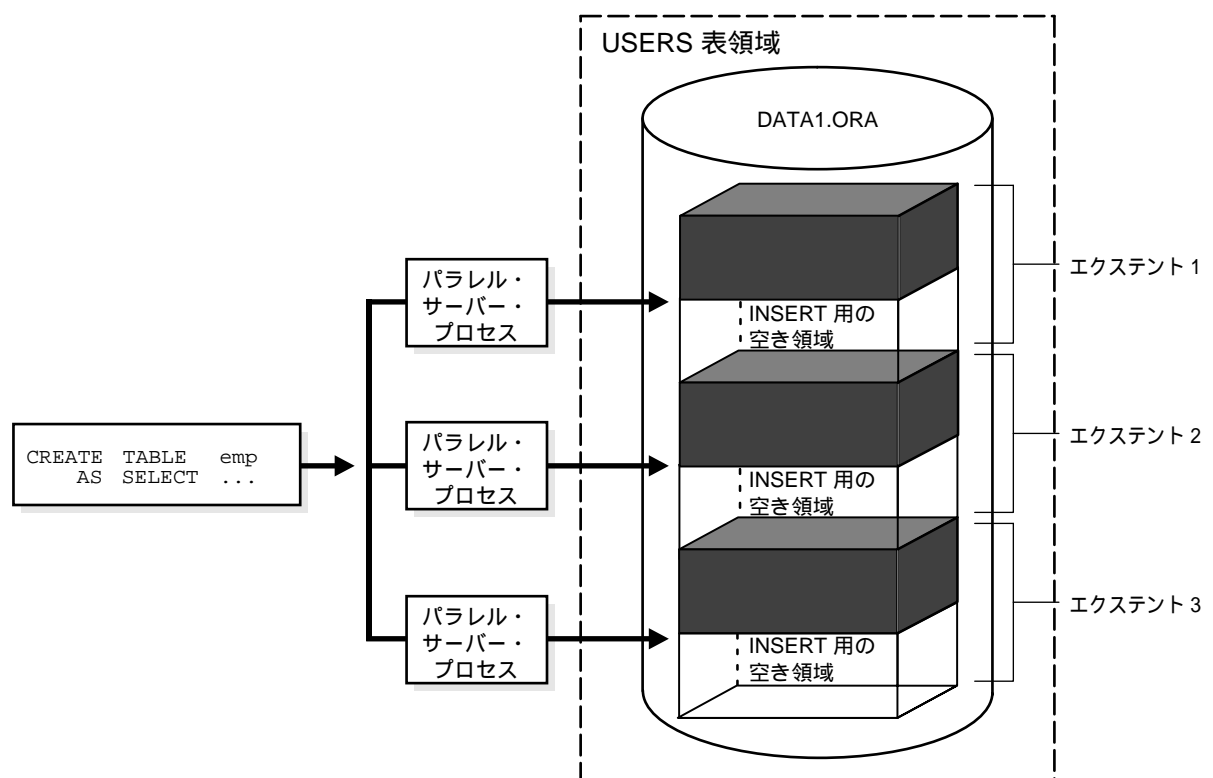 USERS 表領域
DATA1.ORA
エクステント 1
パラレル・
サーバー・
プロセス
INSERT 用の
空き領域
エクステント 2
CREATE TABLE emp
AS SELECT ...
パラレル・
サーバー・
プロセス
INSERT 用の
空き領域
エクステント 3
パラレル・
サーバー・
プロセス
INSERT 用の
空き領域